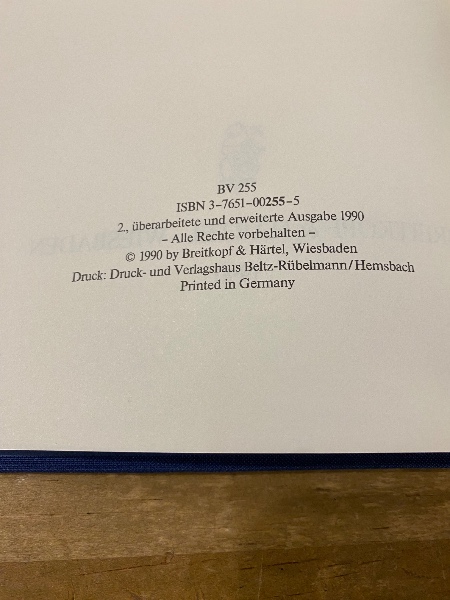 BV 255
ISBN 3-7651-00255-5
2., überarbeitete und erweiterte Ausgabe 1990
– Alle Rechte vorbehalten –
© 1990 by Breitkopf & Härtel, Wiesbaden
Druck: Druck- und Verlagshaus Beltz-Rübelmann/Hemsbach
Printed in Germany